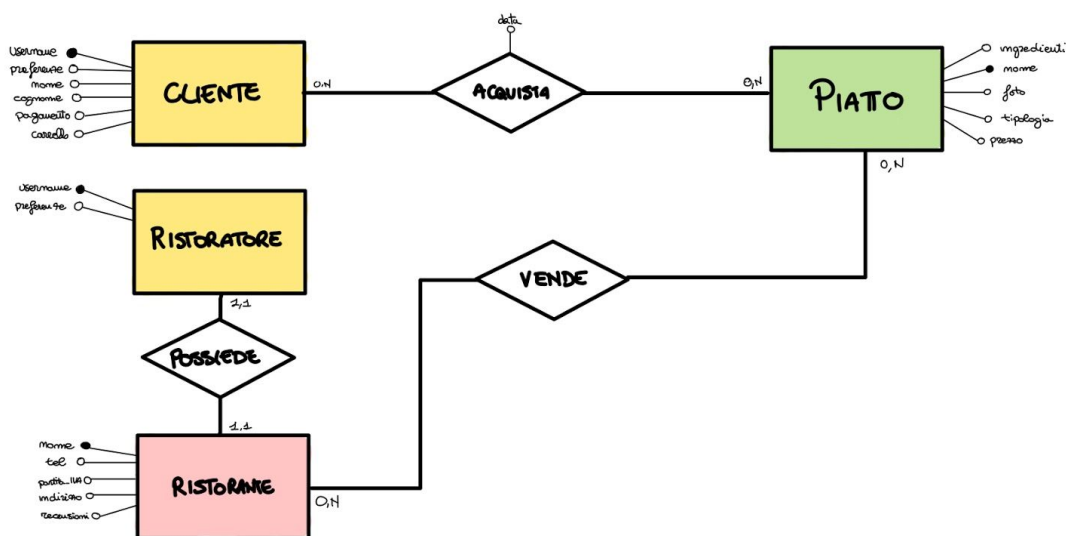 data
username
preferenze
nome
cognome
pagamento
carrello
CLIENTE
0,N
ACQUISTA
0,N
PIATTO
ingredienti
nome
foto
tipologia
prezzo
0,N
username
preferenze
RISTORATORE
1,1
VENDE
POSSIEDE
1,1
nome
tel
partita_IVA
indirizzo
recensioni
RISTORANTE
0,N